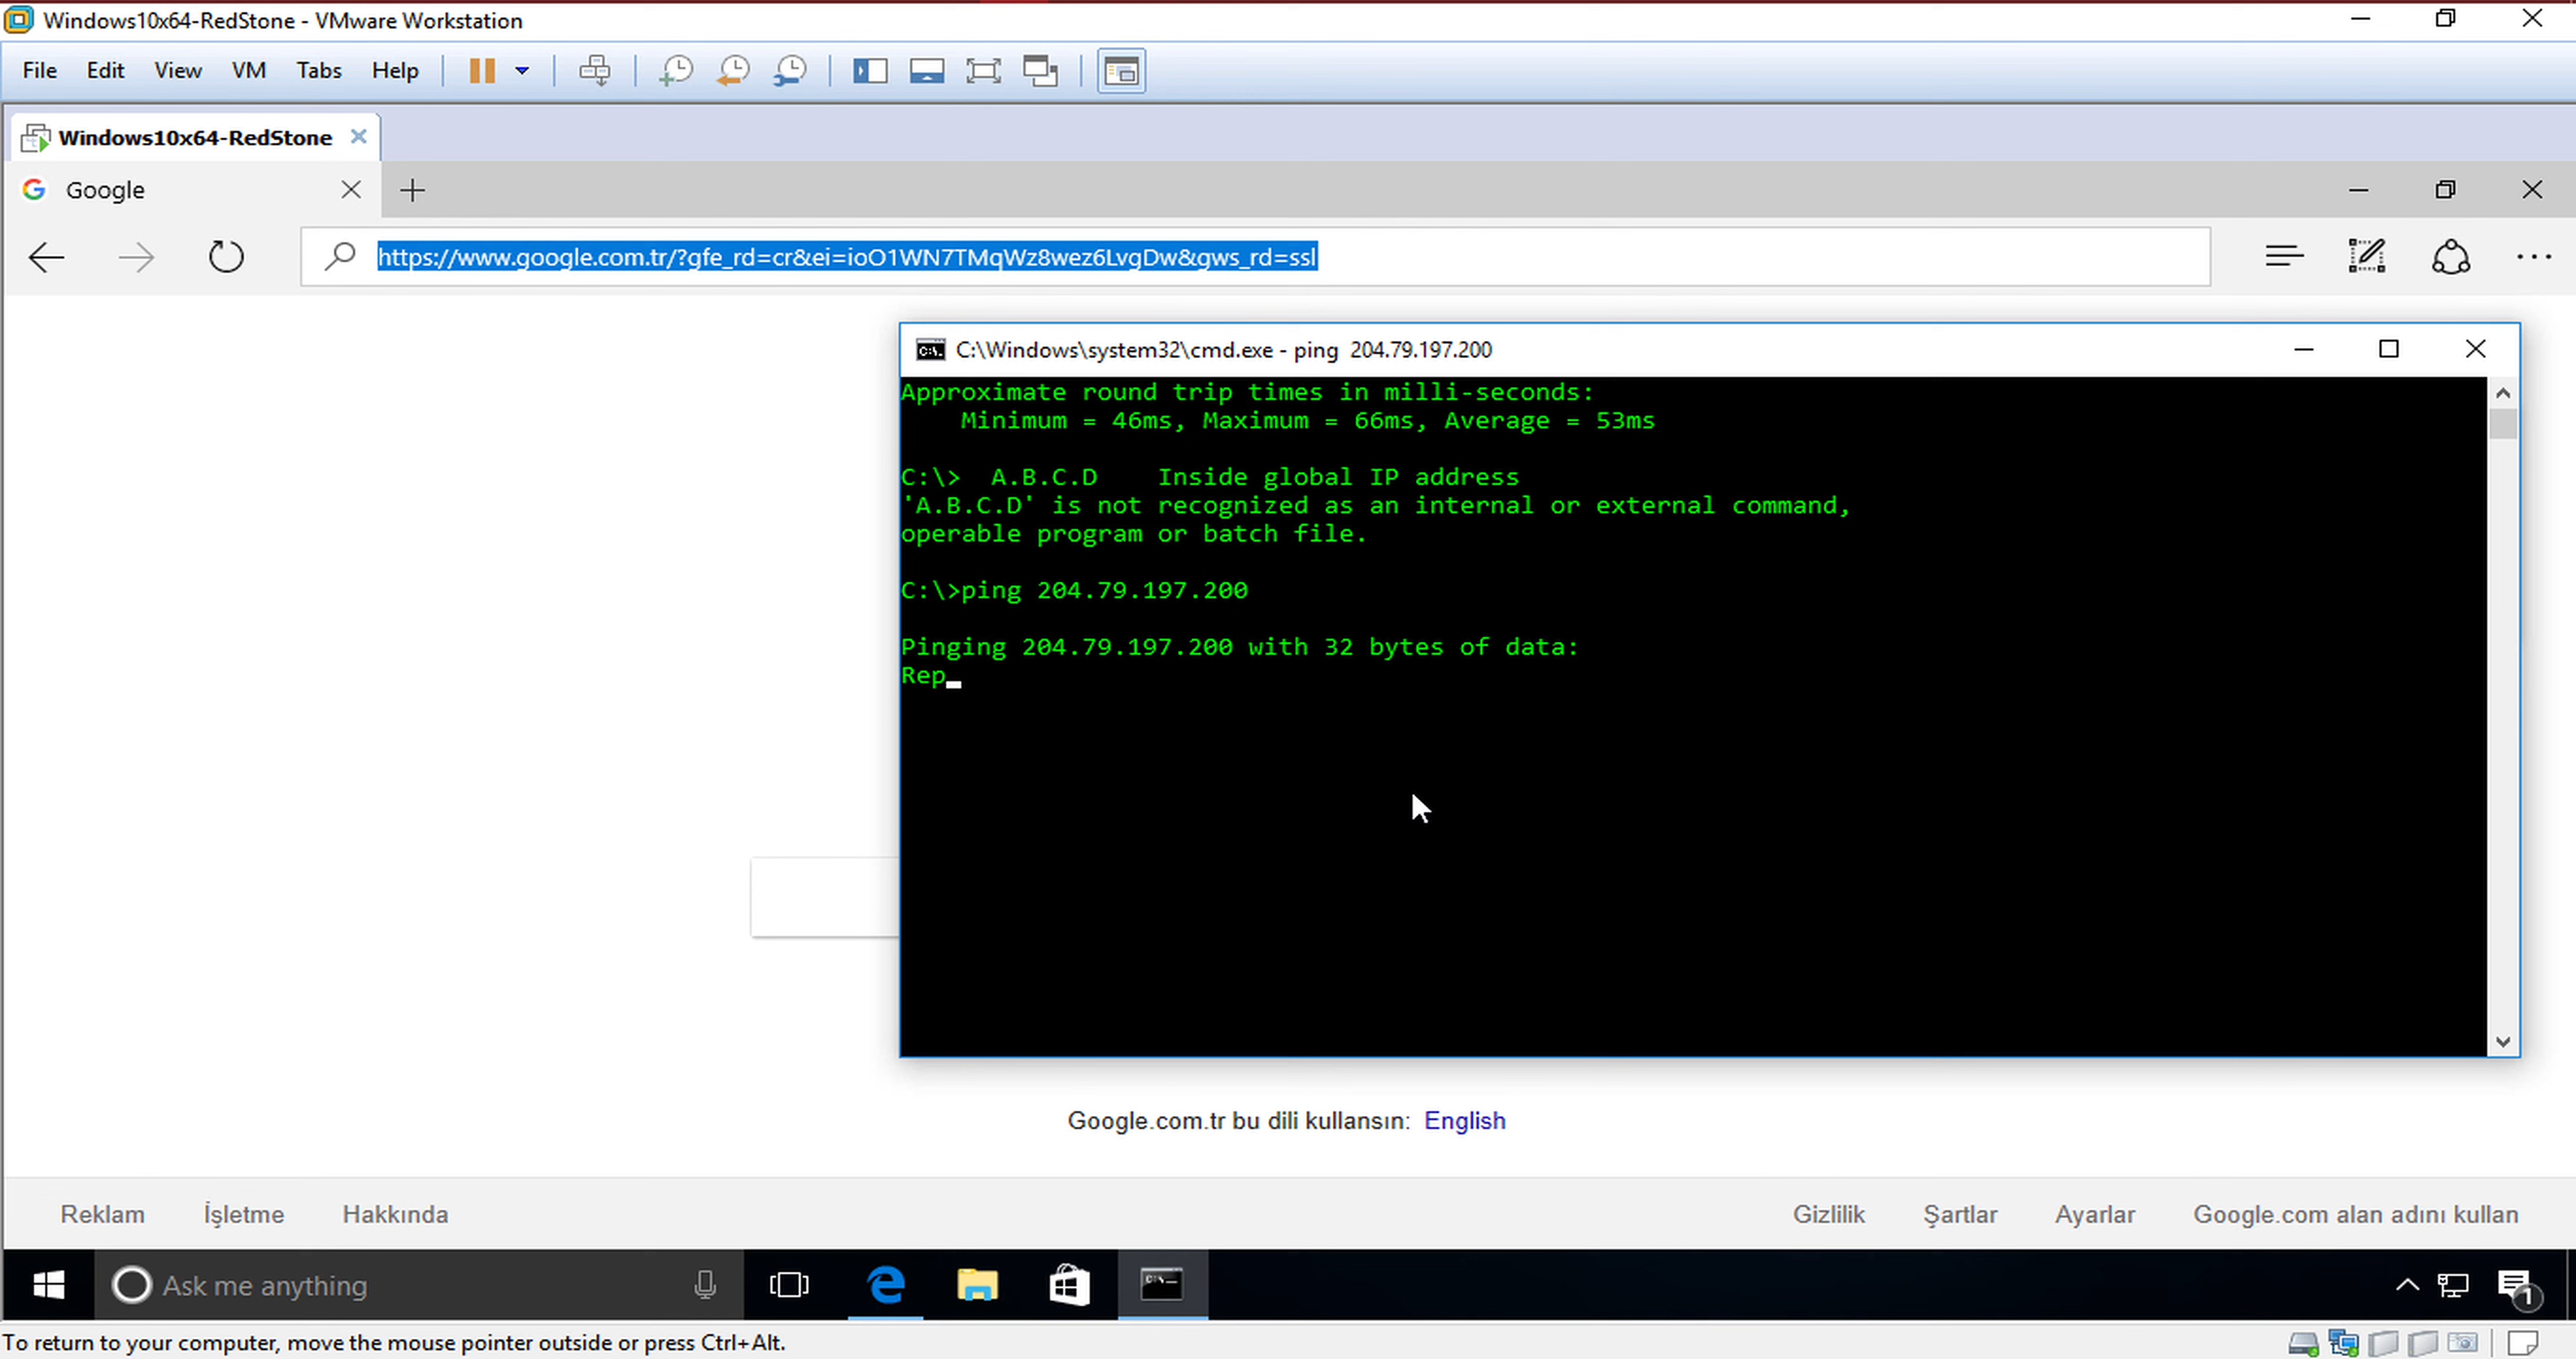 Windows10x64-RedStone - VMware Workstation
File Edit View VM Tabs Help
Windows10x64-RedStone
Google
https://www.google.com.tr/?gfe_rd=cr&ei=ioO1WN7TMqWz8wez6LvgDw&gws_rd=ssl
C:\Windows\system32\cmd.exe - ping 204.79.197.200
Approximate round trip times in milli-seconds:
Minimum = 46ms, Maximum = 66ms, Average = 53ms
C:\> A.B.C.D Inside global IP address
'A.B.C.D' is not recognized as an internal or external command,
operable program or batch file.
C:\>ping 204.79.197.200
Pinging 204.79.197.200 with 32 bytes of data:
Rep
Google.com.tr bu dili kullansın: English
Reklam İşletme Hakkında Gizlilik Şartlar Ayarlar Google.com alan adını kullan
Ask me anything
1
To return to your computer, move the mouse pointer outside or press Ctrl+Alt.